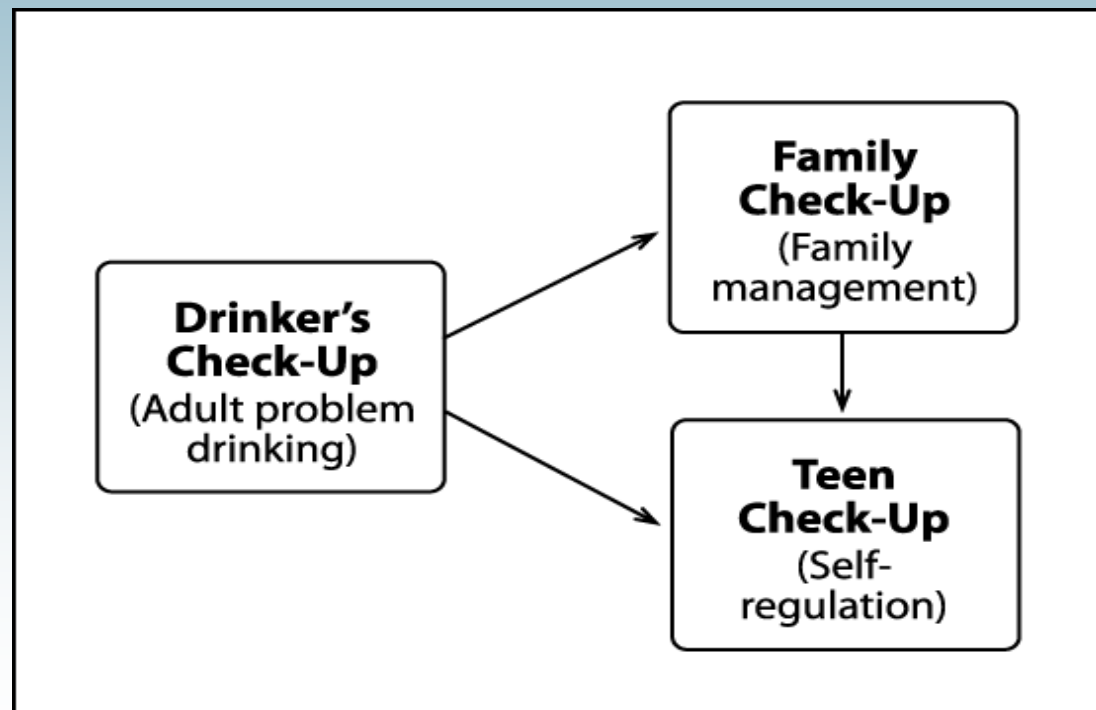 Drinker’s
Check-Up
(Adult problem
drinking)
Family
Check-Up
(Family
management)
Teen
Check-Up
(Self-
regulation)